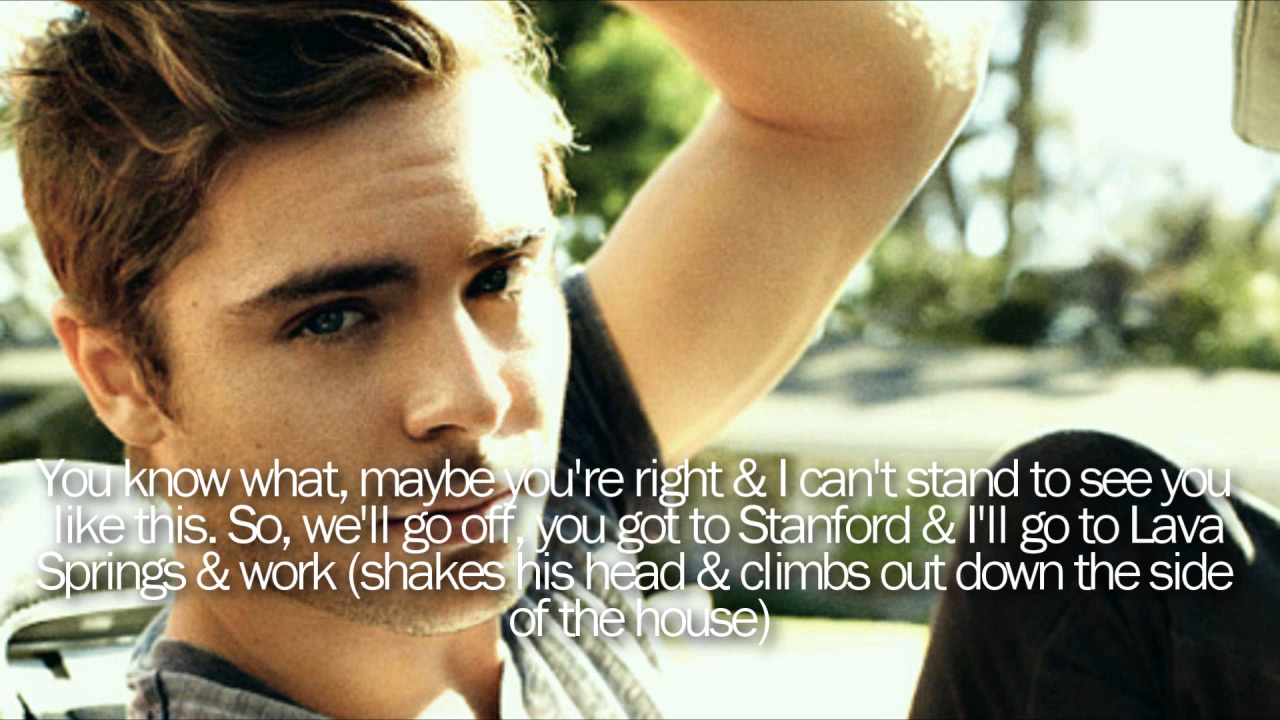 You know what, maybe you're right & I can't stand to see you
like this. So, we'll go off, you got to Stanford & I'll go to Lava
Springs & work (shakes his head & climbs out down the side
of the house)